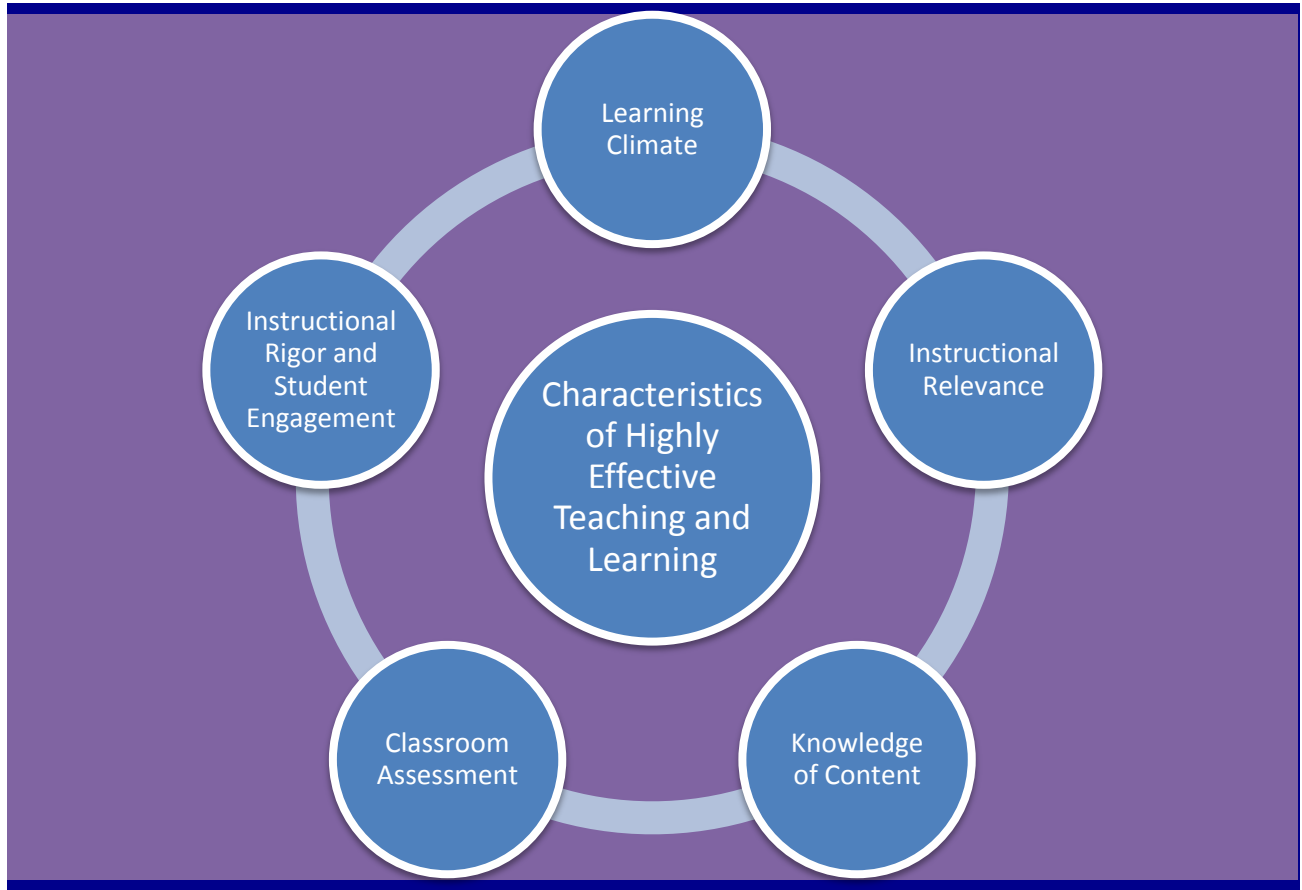 Learning
Climate
Instructional
Rigor and
Student
Engagement
Instructional
Relevance
Characteristics
of Highly
Effective
Teaching and
Learning
Classroom
Assessment
Knowledge
of Content